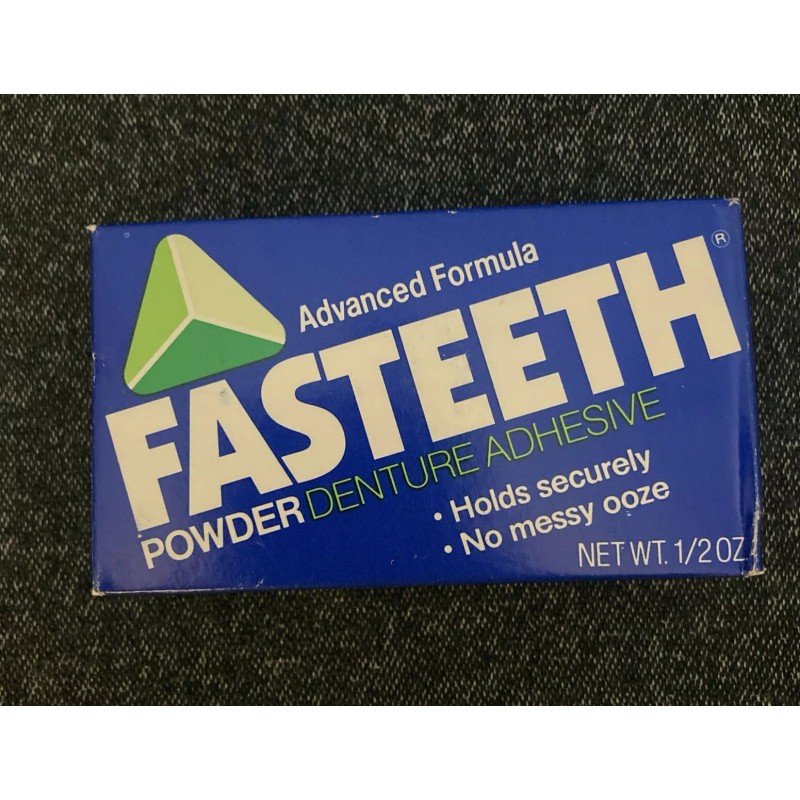 Advanced Formula
FASTEETH®
POWDER DENTURE ADHESIVE
• Holds securely
• No messy ooze
NET WT. 1/2 OZ.